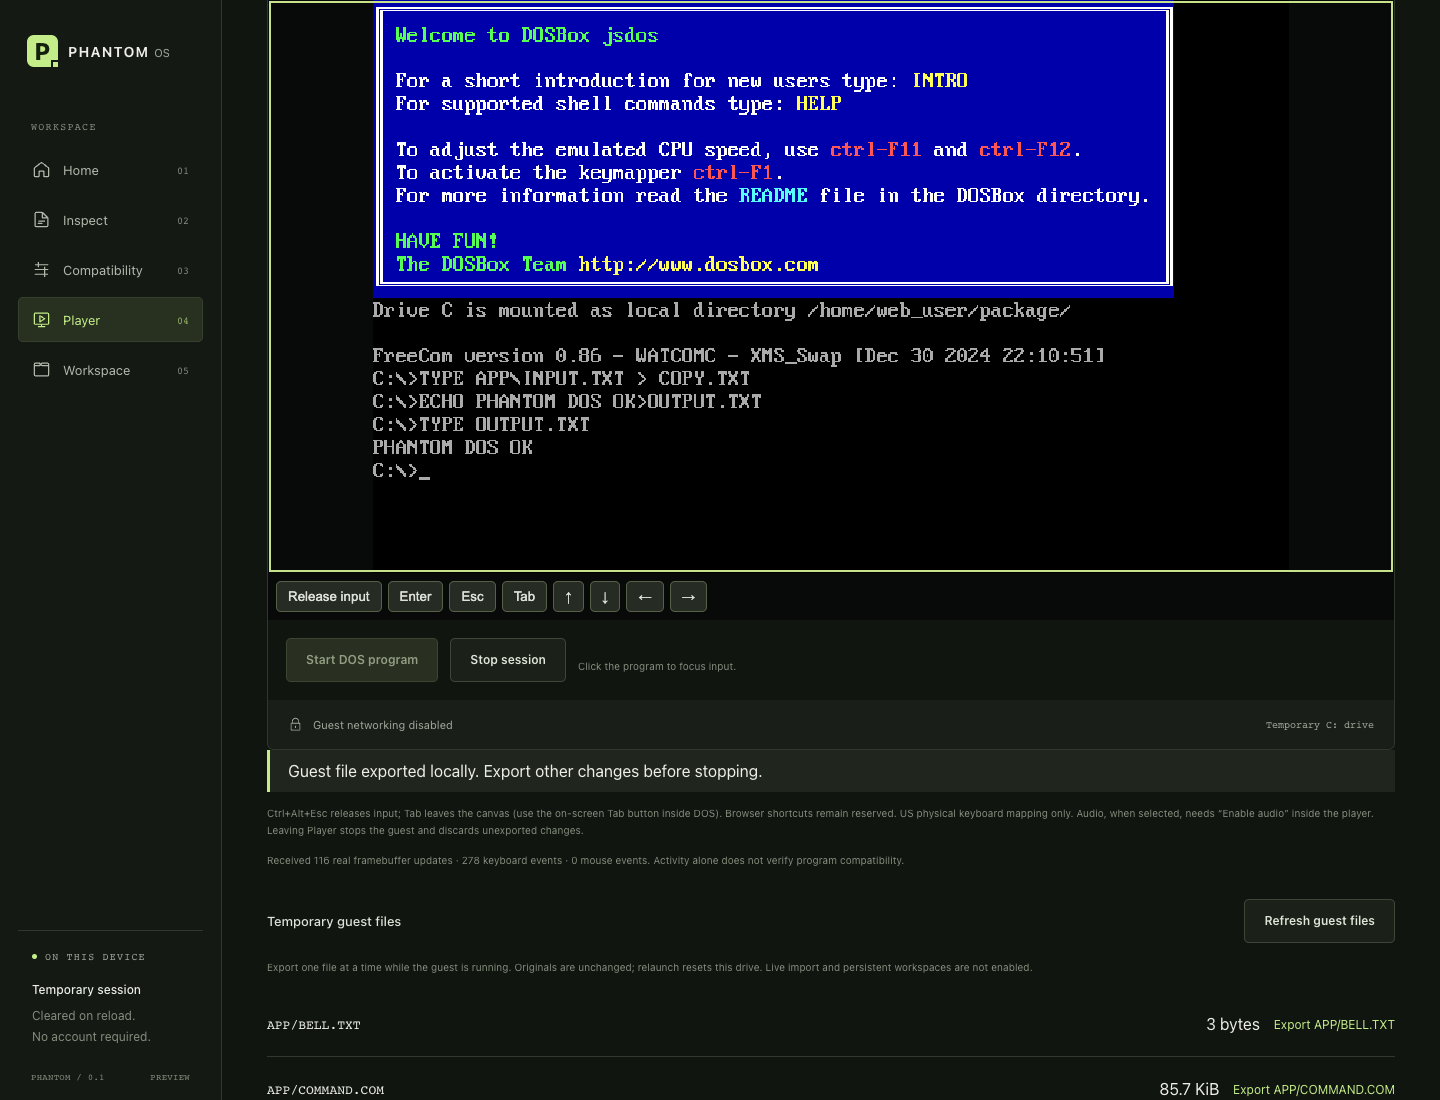 PHANTOM OS
WORKSPACE
Home 01
Inspect 02
Compatibility 03
Player 04
Workspace 05
ON THIS DEVICE
Temporary session
Cleared on reload.
No account required.
PHANTOM / 0.1 PREVIEW
Welcome to DOSBox jsdos
For a short introduction for new users type: INTRO
For supported shell commands type: HELP
To adjust the emulated CPU speed, use ctrl-F11 and ctrl-F12.
To activate the keymapper ctrl-F1.
For more information read the README file in the DOSBox directory.
HAVE FUN!
The DOSBox Team http://www.dosbox.com
Drive C is mounted as local directory /home/web_user/package/
FreeCom version 0.86 - WATCOMC - XMS_Swap [Dec 30 2024 22:10:51]
C:\>TYPE APP\INPUT.TXT > COPY.TXT
C:\>ECHO PHANTOM DOS OK>OUTPUT.TXT
C:\>TYPE OUTPUT.TXT
PHANTOM DOS OK
C:\>_
Release input Enter Esc Tab ↑ ↓ ← →
Start DOS program Stop session Click the program to focus input.
Guest networking disabled Temporary C: drive
Guest file exported locally. Export other changes before stopping.
Ctrl+Alt+Esc releases input; Tab leaves the canvas (use the on-screen Tab button inside DOS). Browser shortcuts remain reserved. US physical keyboard mapping only. Audio, when selected, needs "Enable audio" inside the player.
Leaving Player stops the guest and discards unexported changes.
Received 116 real framebuffer updates · 278 keyboard events · 0 mouse events. Activity alone does not verify program compatibility.
Temporary guest files Refresh guest files
Export one file at a time while the guest is running. Originals are unchanged; relaunch resets this drive. Live import and persistent workspaces are not enabled.
APP/BELL.TXT 3 bytes Export APP/BELL.TXT
APP/COMMAND.COM 85.7 KiB Export APP/COMMAND.COM